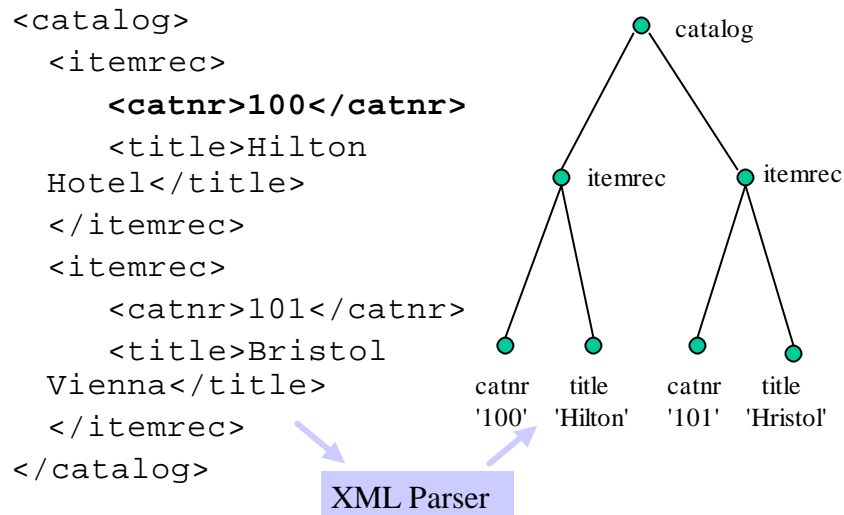 <catalog>
<itemrec>
<catnr>100</catnr>
<title>Hilton
Hotel</title>
</itemrec>
<itemrec>
<catnr>101</catnr>
<title>Bristol
Vienna</title>
</itemrec>
</catalog>
catalog
itemrec itemrec
catnr title catnr title
'100' 'Hilton' '101' 'Hristol'
XML Parser